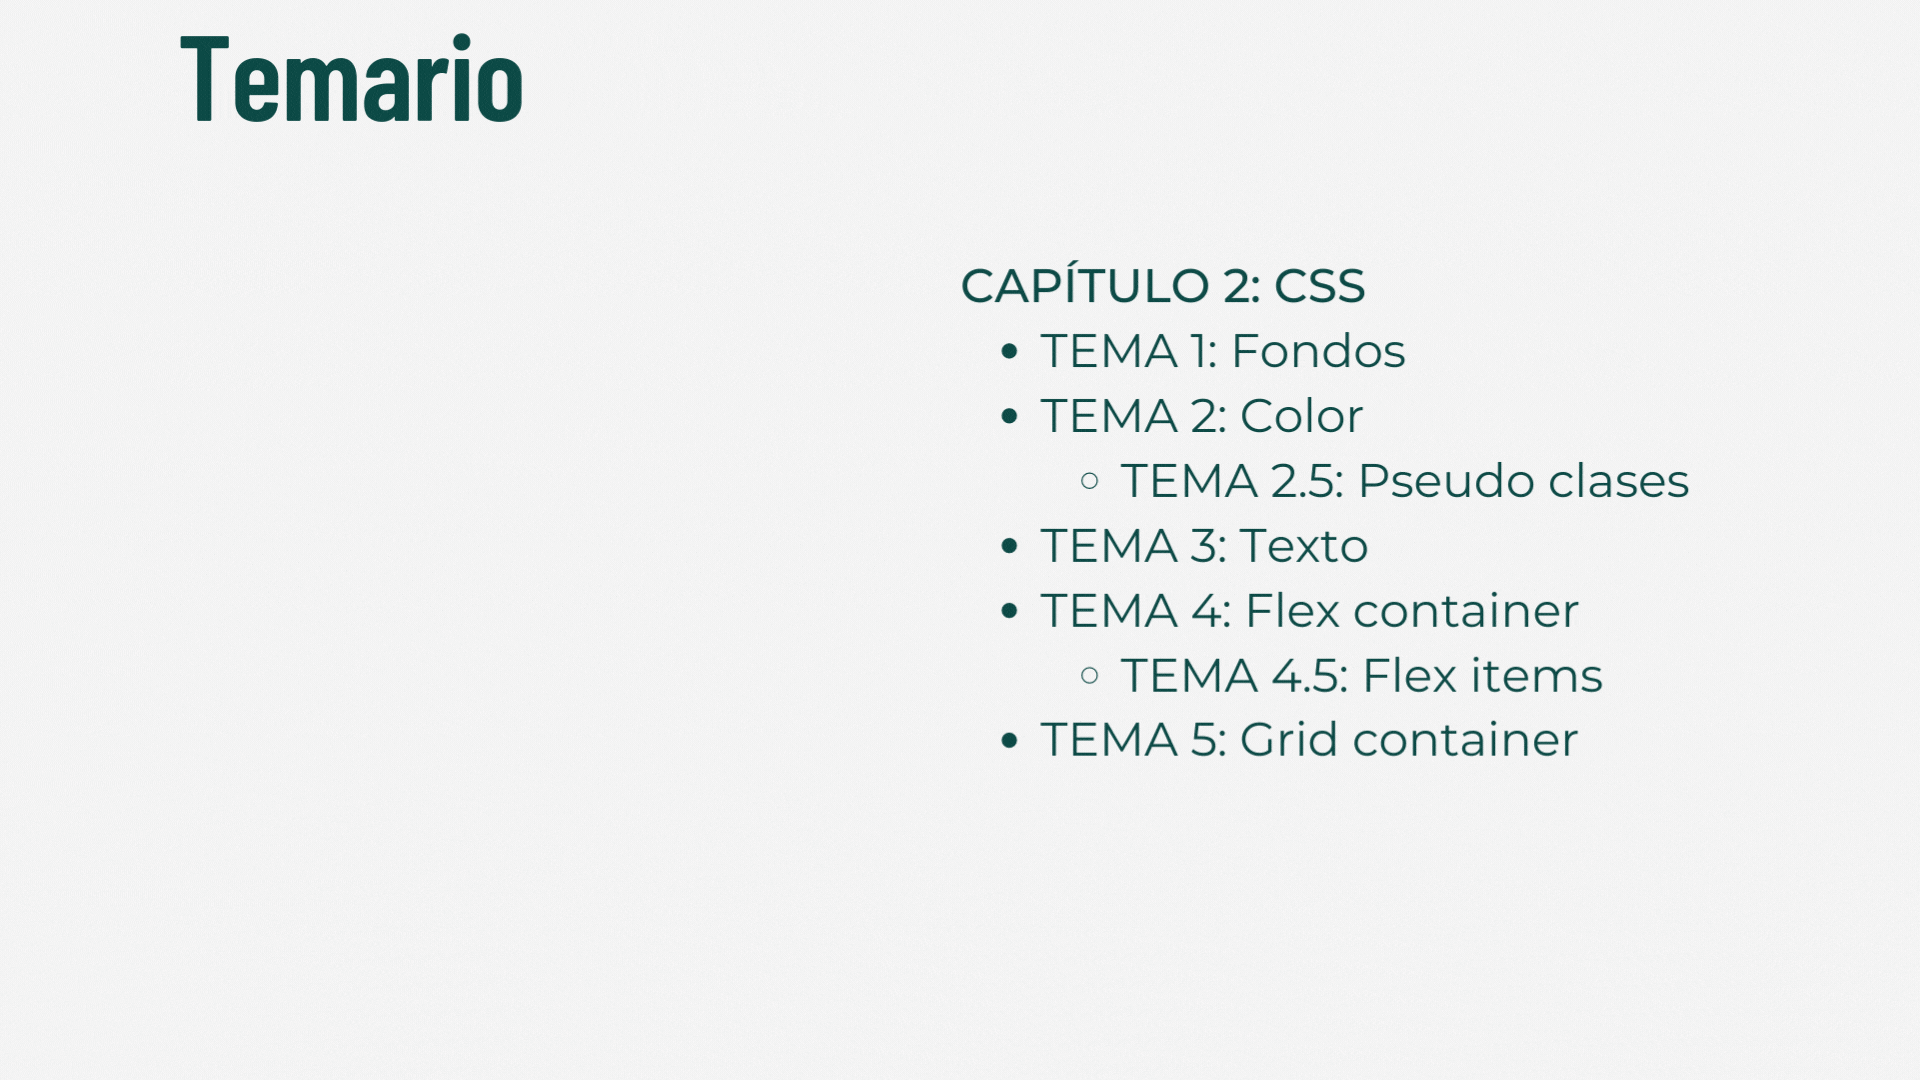 Temario
CAPÍTULO 2: CSS
• TEMA 1: Fondos
• TEMA 2: Color
○ TEMA 2.5: Pseudo clases
• TEMA 3: Texto
• TEMA 4: Flex container
○ TEMA 4.5: Flex items
• TEMA 5: Grid container